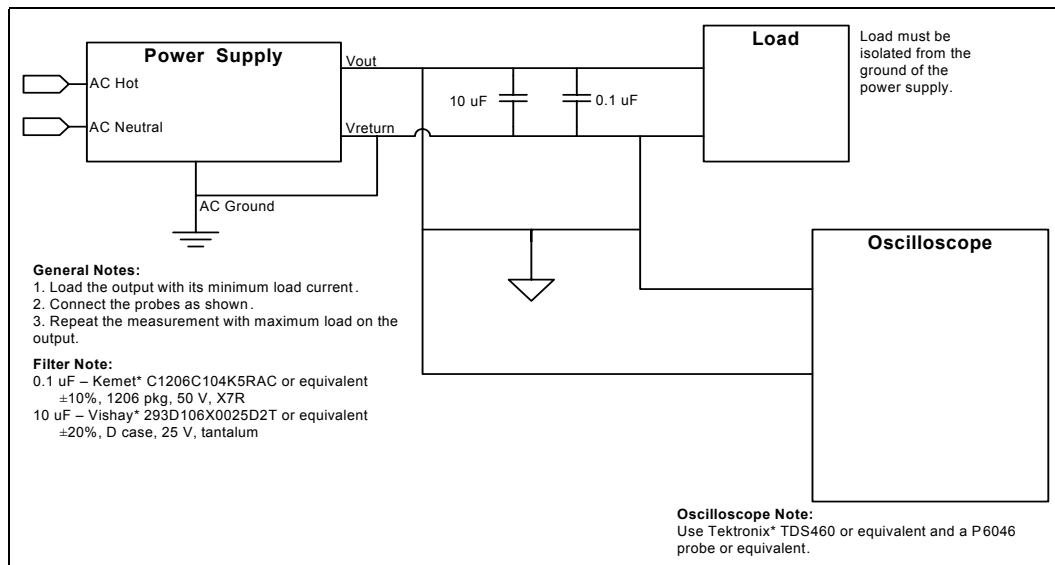 Power Supply
AC Hot
AC Neutral
Vout
Vreturn
AC Ground
10 uF
0.1 uF
Load
Load must be
isolated from the
ground of the
power supply.
Oscilloscope
General Notes:
1. Load the output with its minimum load current.
2. Connect the probes as shown.
3. Repeat the measurement with maximum load on the
output.
Filter Note:
0.1 uF – Kemet* C1206C104K5RAC or equivalent
±10%, 1206 pkg, 50 V, X7R
10 uF – Vishay* 293D106X0025D2T or equivalent
±20%, D case, 25 V, tantalum
Oscilloscope Note:
Use Tektronix* TDS460 or equivalent and a P6046
probe or equivalent.